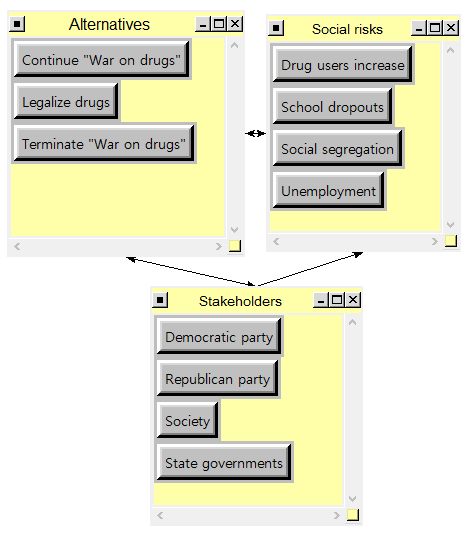 Alternatives
Continue "War on drugs"
Legalize drugs
Terminate "War on drugs"
Social risks
Drug users increase
School dropouts
Social segregation
Unemployment
Stakeholders
Democratic party
Republican party
Society
State governments